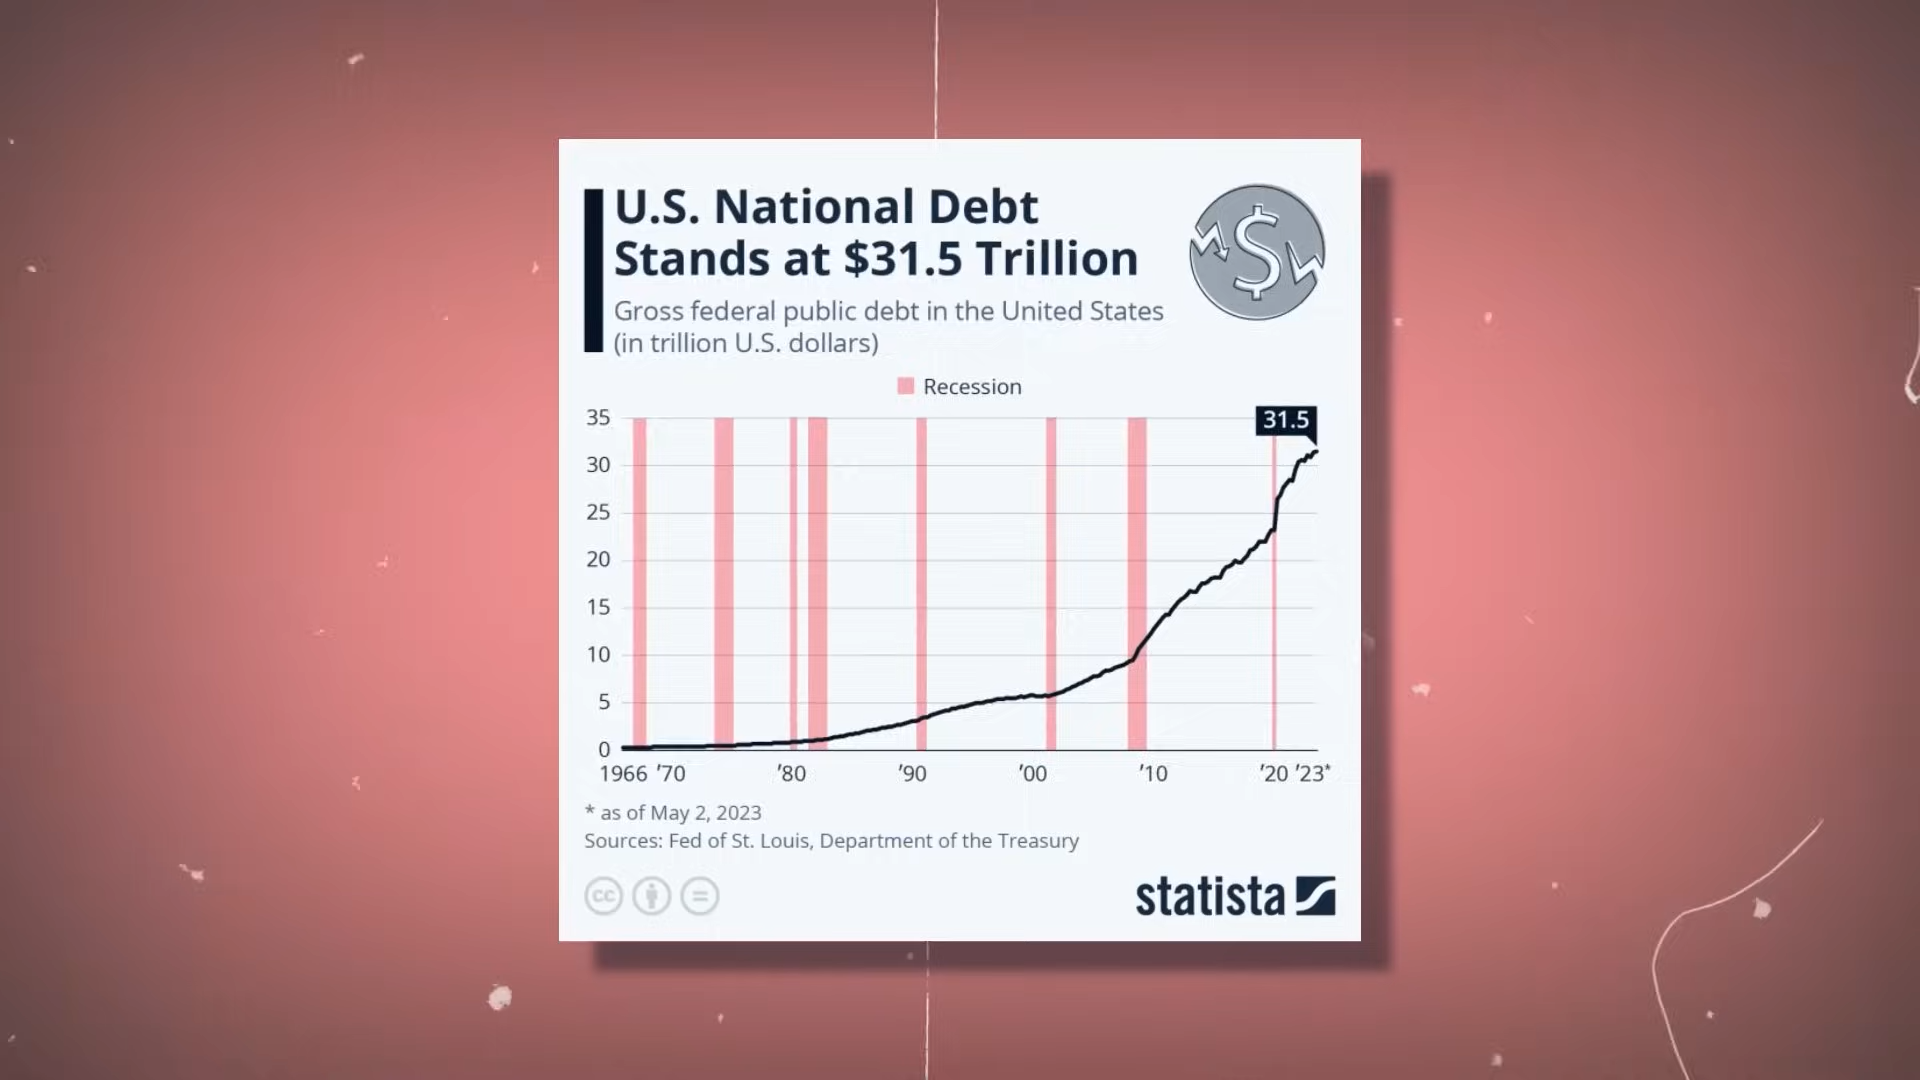 U.S. National Debt
Stands at $31.5 Trillion
Gross federal public debt in the United States
(in trillion U.S. dollars)
Recession
35
31.5
30
25
20
15
10
5
0
1966 '70 '80 '90 '00 '10 '20 '23*
* as of May 2, 2023
Sources: Fed of St. Louis, Department of the Treasury
cc
statista